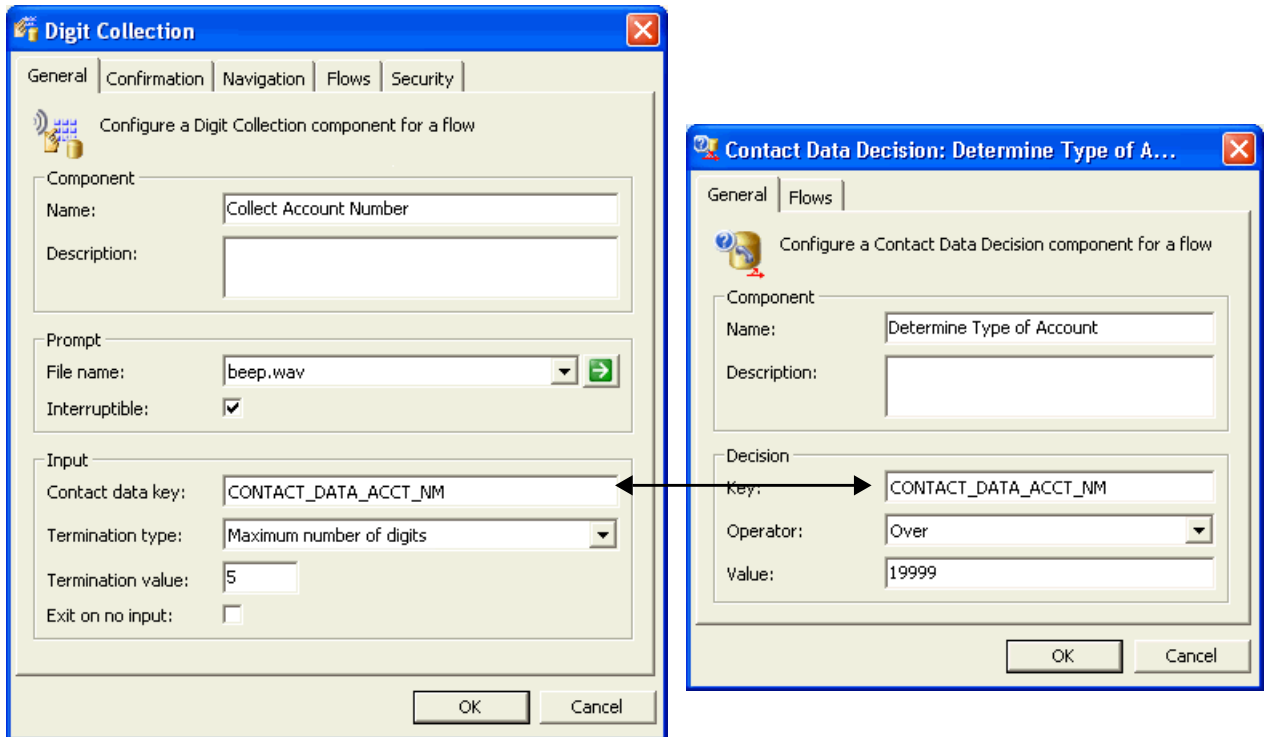 Digit Collection
General Confirmation Navigation Flows Security
Configure a Digit Collection component for a flow
Component
Name: Collect Account Number
Description:
Prompt
File name: beep.wav
Interruptible:
Input
Contact data key: CONTACT_DATA_ACCT_NM
Termination type: Maximum number of digits
Termination value: 5
Exit on no input:
OK Cancel
Contact Data Decision: Determine Type of A...
General Flows
Configure a Contact Data Decision component for a flow
Component
Name: Determine Type of Account
Description:
Decision
Key: CONTACT_DATA_ACCT_NM
Operator: Over
Value: 19999
OK Cancel